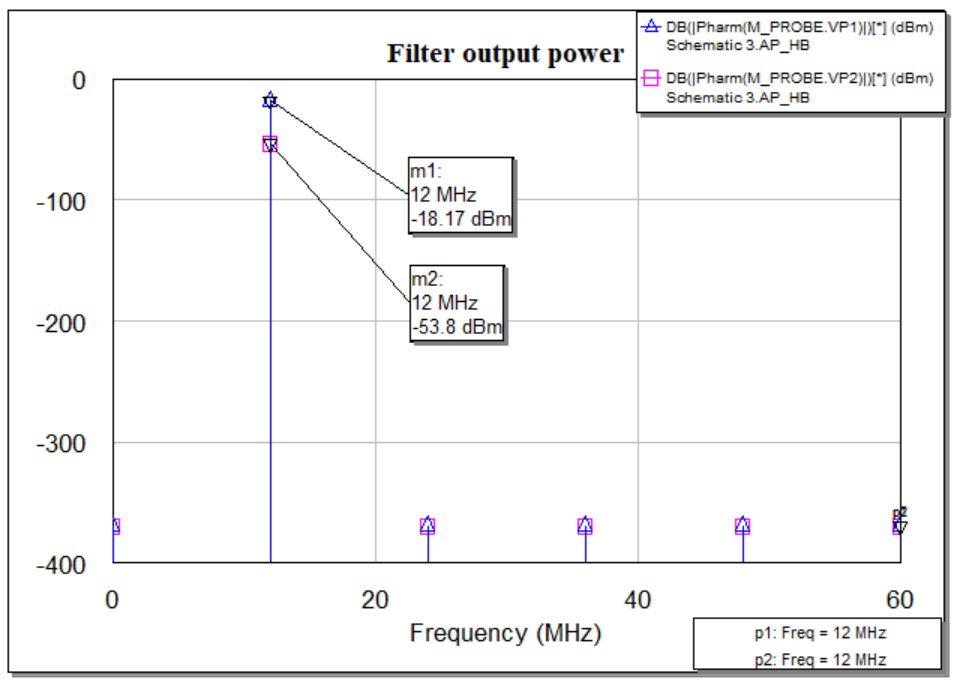 Filter output power
DB(|Pharm(M_PROBE.VP1)|)[*] (dBm)
Schematic 3.AP_HB
DB(|Pharm(M_PROBE.VP2)|)[*] (dBm)
Schematic 3.AP_HB
0
-100
-200
-300
-400
m1:
12 MHz
-18.17 dBm
m2:
12 MHz
-53.8 dBm
p2
0 20 40 60
Frequency (MHz)
p1: Freq = 12 MHz
p2: Freq = 12 MHz